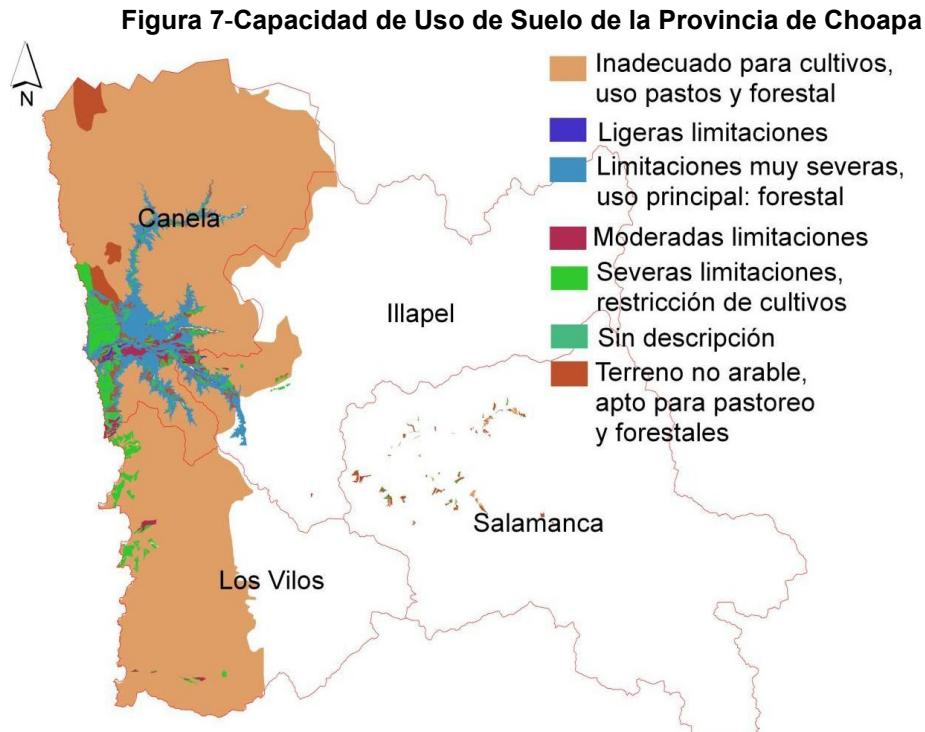 Figura 7-Capacidad de Uso de Suelo de la Provincia de Choapa
N
Inadecuado para cultivos,
uso pastos y forestal
Ligeras limitaciones
Limitaciones muy severas,
uso principal: forestal
Moderadas limitaciones
Severas limitaciones,
restricción de cultivos
Sin descripción
Terreno no arable,
apto para pastoreo
y forestales
Canela
Illapel
Salamanca
Los Vilos